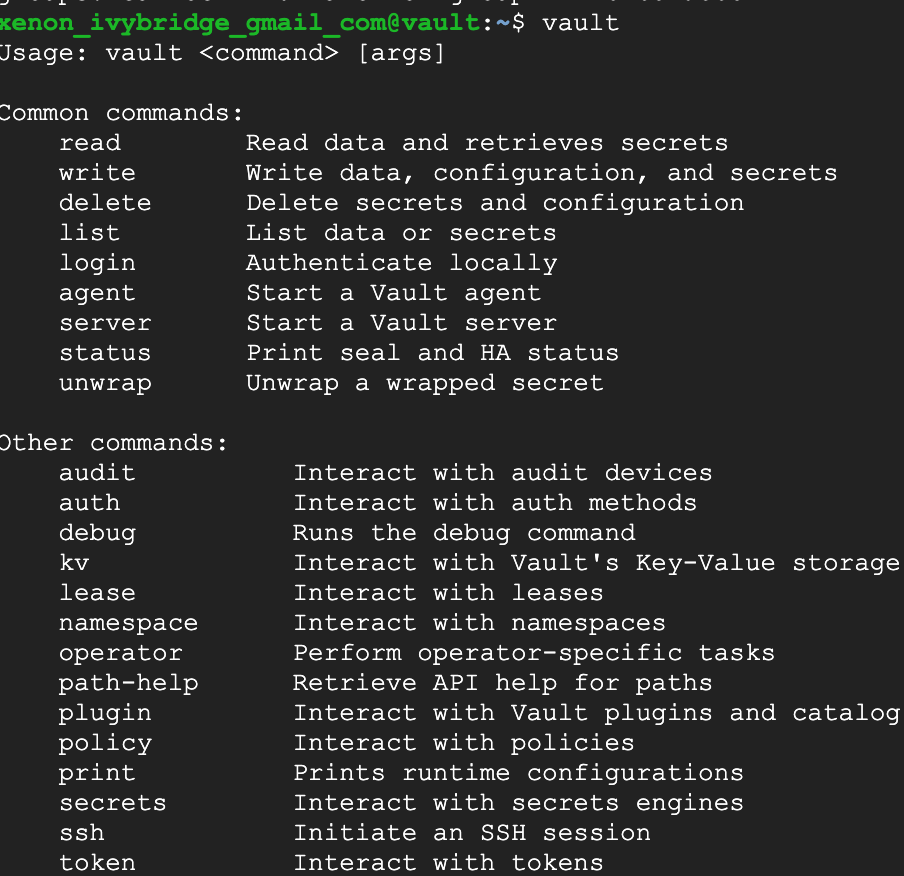 xenon_ivybridge_gmail_com@vault:~$ vault
Usage: vault <command> [args]
Common commands:
read Read data and retrieves secrets
write Write data, configuration, and secrets
delete Delete secrets and configuration
list List data or secrets
login Authenticate locally
agent Start a Vault agent
server Start a Vault server
status Print seal and HA status
unwrap Unwrap a wrapped secret
Other commands:
audit Interact with audit devices
auth Interact with auth methods
debug Runs the debug command
kv Interact with Vault's Key-Value storage
lease Interact with leases
namespace Interact with namespaces
operator Perform operator-specific tasks
path-help Retrieve API help for paths
plugin Interact with Vault plugins and catalog
policy Interact with policies
print Prints runtime configurations
secrets Interact with secrets engines
ssh Initiate an SSH session
token Interact with tokens